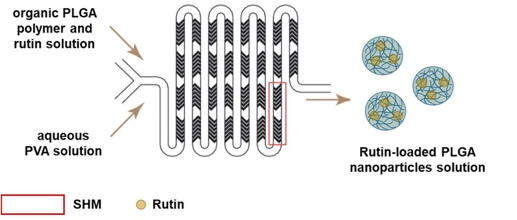 organic PLGA
polymer and
rutin solution
aqueous
PVA solution
Rutin-loaded PLGA
nanoparticles solution
SHM
Rutin